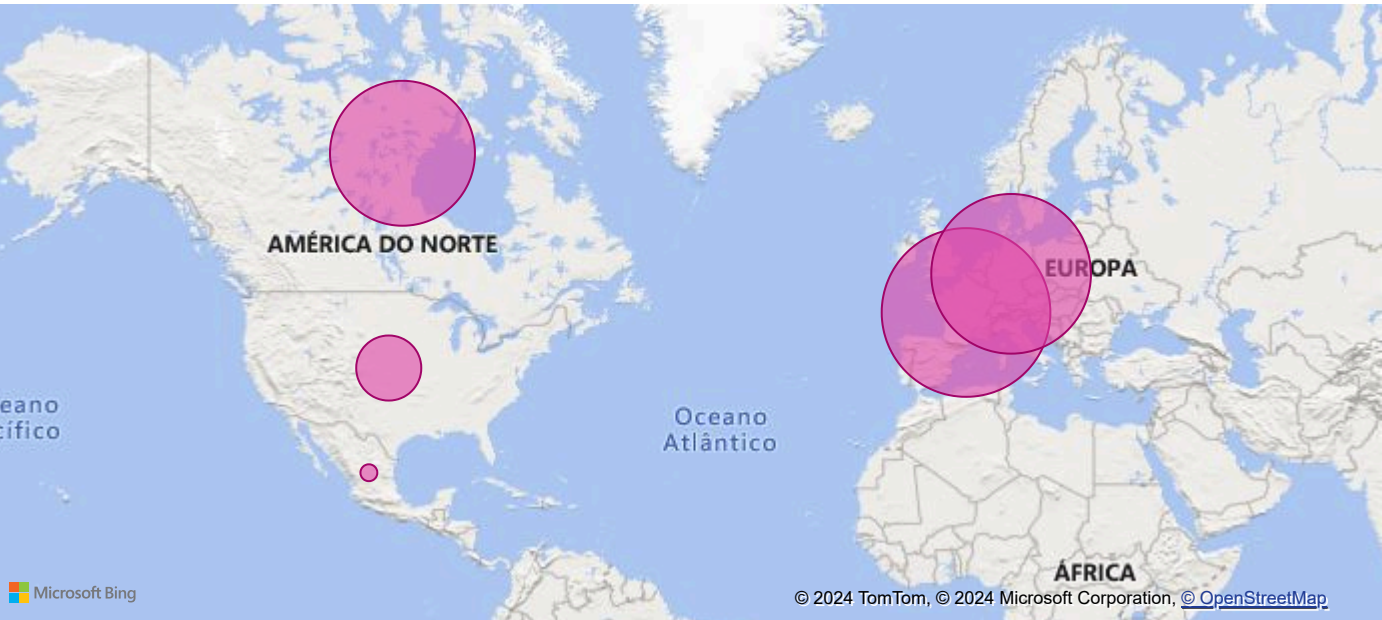 AMÉRICA DO NORTE
EUROPA
eano
cífico
Oceano
Atlântico
ÁFRICA
Microsoft Bing
© 2024 TomTom, © 2024 Microsoft Corporation, © OpenStreetMap